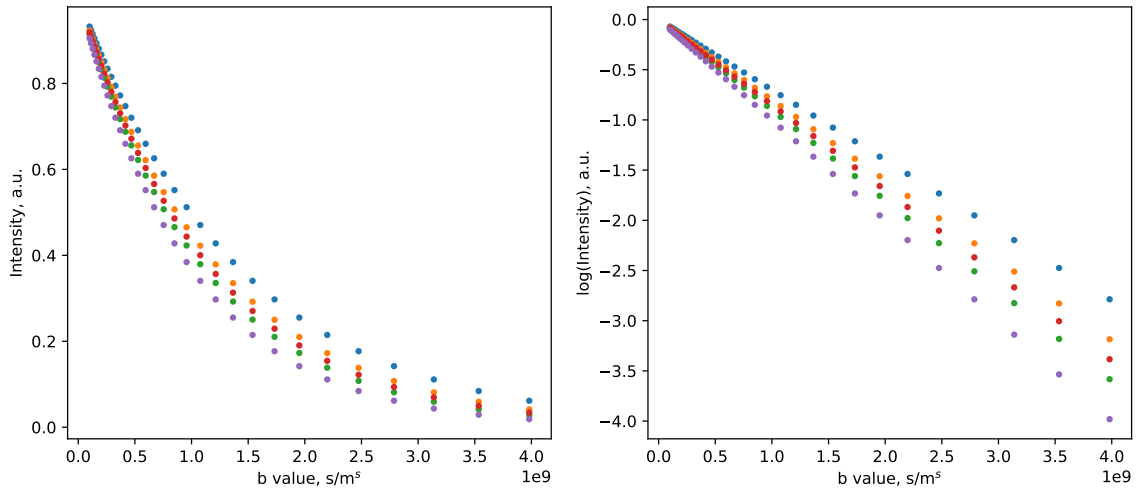 0.8
0.6
0.4
0.2
0.0
Intensity, a.u.
0.0 0.5 1.0 1.5 2.0 2.5 3.0 3.5 4.0
1e9
b value, s/m^s
0.0
−0.5
−1.0
−1.5
−2.0
−2.5
−3.0
−3.5
−4.0
log(Intensity), a.u.
0.0 0.5 1.0 1.5 2.0 2.5 3.0 3.5 4.0
1e9
b value, s/m^s